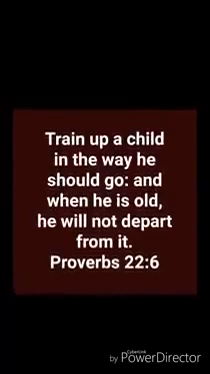 Train up a child
in the way he
should go: and
when he is old,
he will not depart
from it.
Proverbs 22:6
CyberLink
by PowerDirector